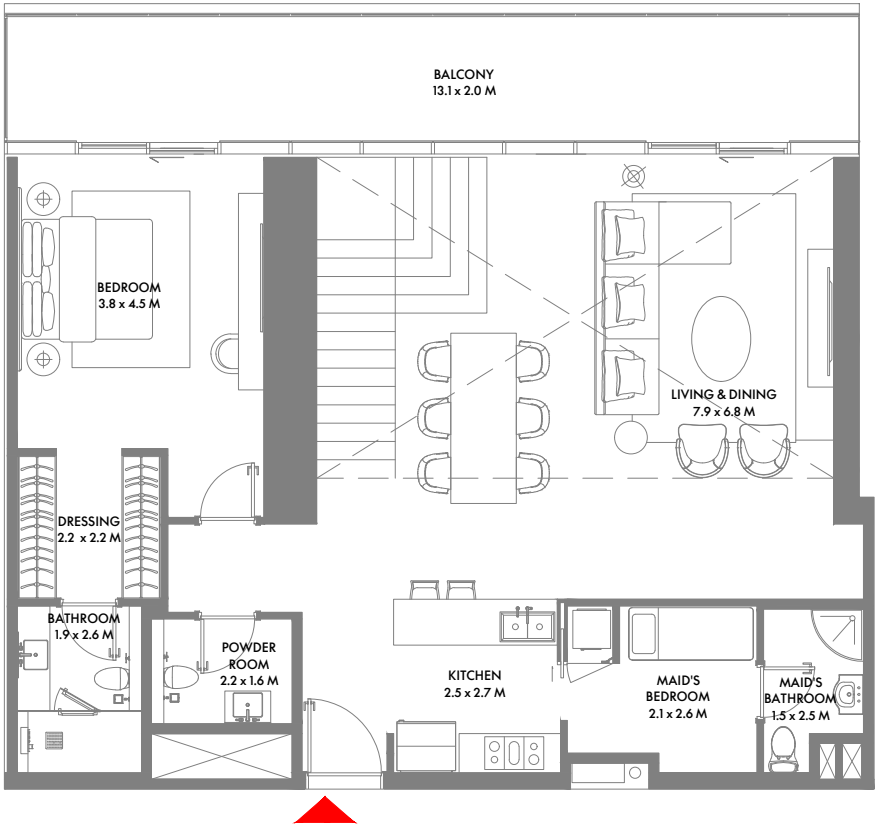 BALCONY
13.1 x 2.0 M
BEDROOM
3.8 x 4.5 M
LIVING & DINING
7.9 x 6.8 M
DRESSING
2.2 x 2.2 M
BATHROOM
1.9 x 2.6 M
POWDER
ROOM
2.2 x 1.6 M
KITCHEN
2.5 x 2.7 M
MAID'S
BEDROOM
2.1 x 2.6 M
MAID'S
BATHROOM
1.5 x 2.5 M